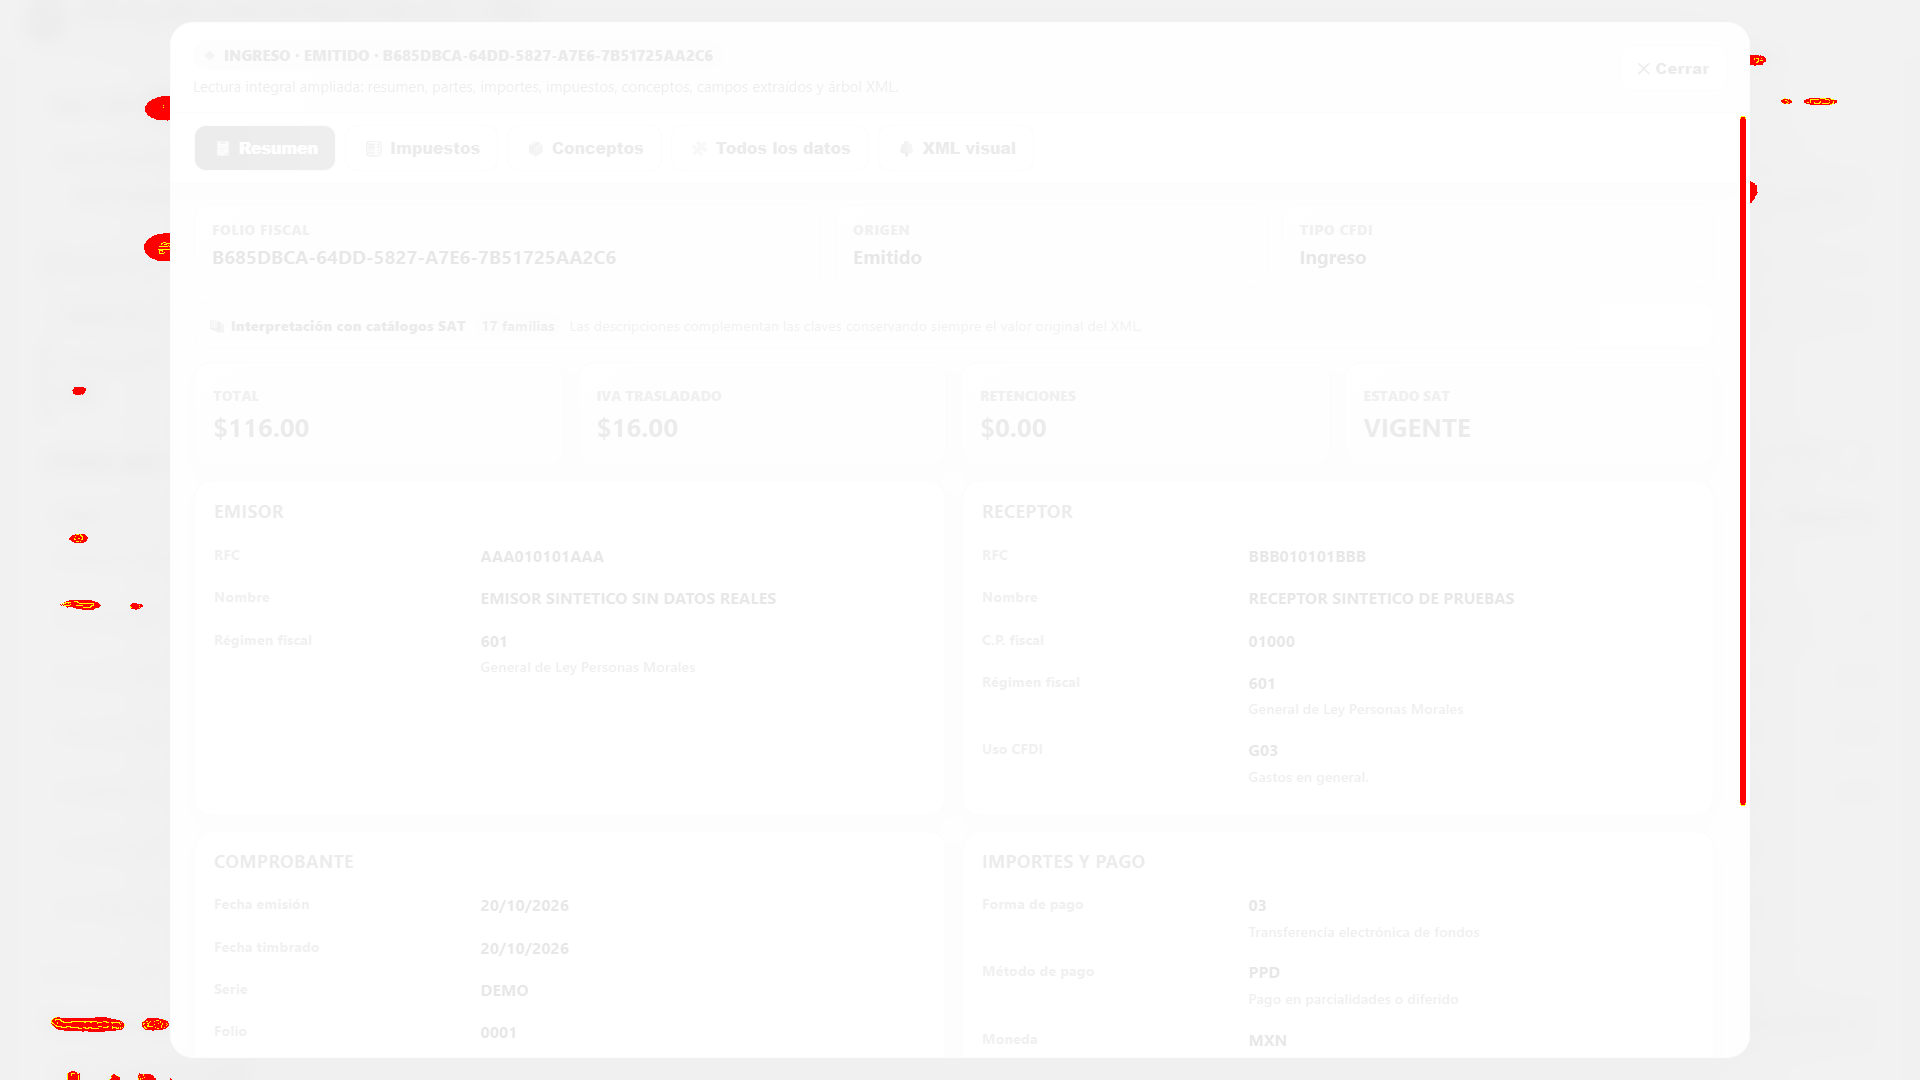 INGRESO • EMITIDO • B685DBCA-64DD-5827-A7E6-7B51725AA2C6
Lectura integral ampliada: resumen, partes, importes, impuestos, conceptos, campos extraídos y árbol XML.
Cerrar
Resumen
Impuestos
Conceptos
Todos los datos
XML visual
FOLIO FISCAL
B685DBCA-64DD-5827-A7E6-7B51725AA2C6
ORIGEN
Emitido
TIPO CFDI
Ingreso
Interpretación con catálogos SAT 17 familias Las descripciones complementan las claves conservando siempre el valor original del XML.
TOTAL
$116.00
IVA TRASLADADO
$16.00
RETENCIONES
$0.00
ESTADO SAT
VIGENTE
EMISOR
RFC AAA010101AAA
Nombre EMISOR SINTETICO SIN DATOS REALES
Régimen fiscal 601
General de Ley Personas Morales
RECEPTOR
RFC BBB010101BBB
Nombre RECEPTOR SINTETICO DE PRUEBAS
C.P. fiscal 01000
Régimen fiscal 601
General de Ley Personas Morales
Uso CFDI G03
Gastos en general.
COMPROBANTE
Fecha emisión 20/10/2026
Fecha timbrado 20/10/2026
Serie DEMO
Folio 0001
IMPORTES Y PAGO
Forma de pago 03
Transferencia electrónica de fondos
Método de pago PPD
Pago en parcialidades o diferido
Moneda MXN